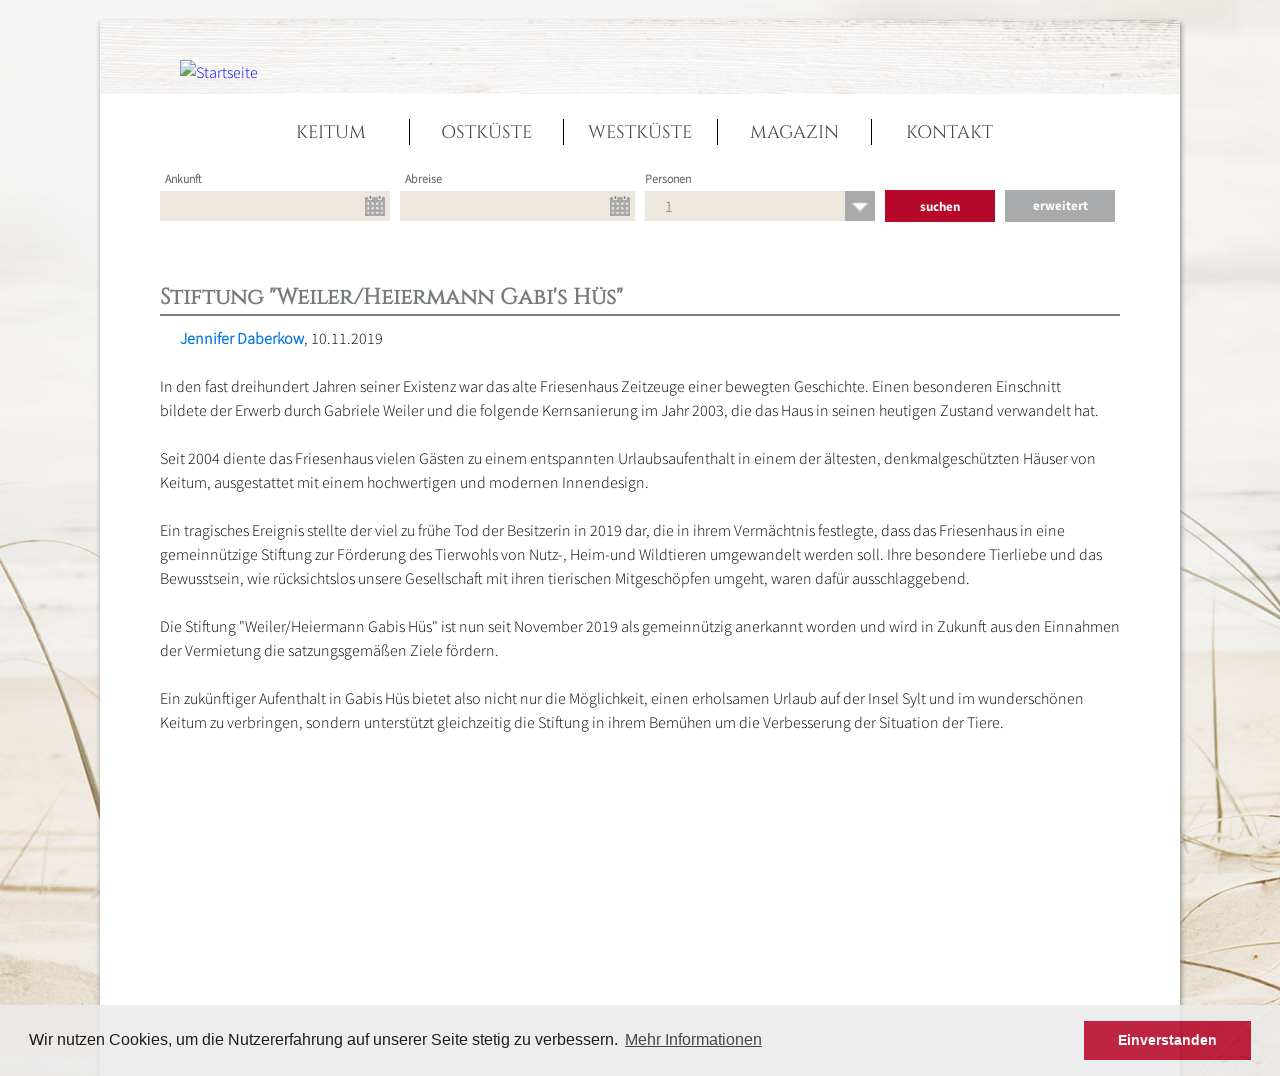 Startseite
KEITUM
OSTKÜSTE
WESTKÜSTE
MAGAZIN
KONTAKT
Ankunft
Abreise
Personen
1
suchen
erweitert
Stiftung "Weiler/Heiermann Gabi's Hüs"
Jennifer Daberkow, 10.11.2019
In den fast dreihundert Jahren seiner Existenz war das alte Friesenhaus Zeitzeuge einer bewegten Geschichte. Einen besonderen Einschnitt
bildete der Erwerb durch Gabriele Weiler und die folgende Kernsanierung im Jahr 2003, die das Haus in seinen heutigen Zustand verwandelt hat.
Seit 2004 diente das Friesenhaus vielen Gästen zu einem entspannten Urlaubsaufenthalt in einem der ältesten, denkmalgeschützten Häuser von
Keitum, ausgestattet mit einem hochwertigen und modernen Innendesign.
Ein tragisches Ereignis stellte der viel zu frühe Tod der Besitzerin in 2019 dar, die in ihrem Vermächtnis festlegte, dass das Friesenhaus in eine
gemeinnützige Stiftung zur Förderung des Tierwohls von Nutz-, Heim-und Wildtieren umgewandelt werden soll. Ihre besondere Tierliebe und das
Bewusstsein, wie rücksichtslos unsere Gesellschaft mit ihren tierischen Mitgeschöpfen umgeht, waren dafür ausschlaggebend.
Die Stiftung "Weiler/Heiermann Gabis Hüs" ist nun seit November 2019 als gemeinnützig anerkannt worden und wird in Zukunft aus den Einnahmen
der Vermietung die satzungsgemäßen Ziele fördern.
Ein zukünftiger Aufenthalt in Gabis Hüs bietet also nicht nur die Möglichkeit, einen erholsamen Urlaub auf der Insel Sylt und im wunderschönen
Keitum zu verbringen, sondern unterstützt gleichzeitig die Stiftung in ihrem Bemühen um die Verbesserung der Situation der Tiere.
Wir nutzen Cookies, um die Nutzererfahrung auf unserer Seite stetig zu verbessern. Mehr Informationen
Einverstanden